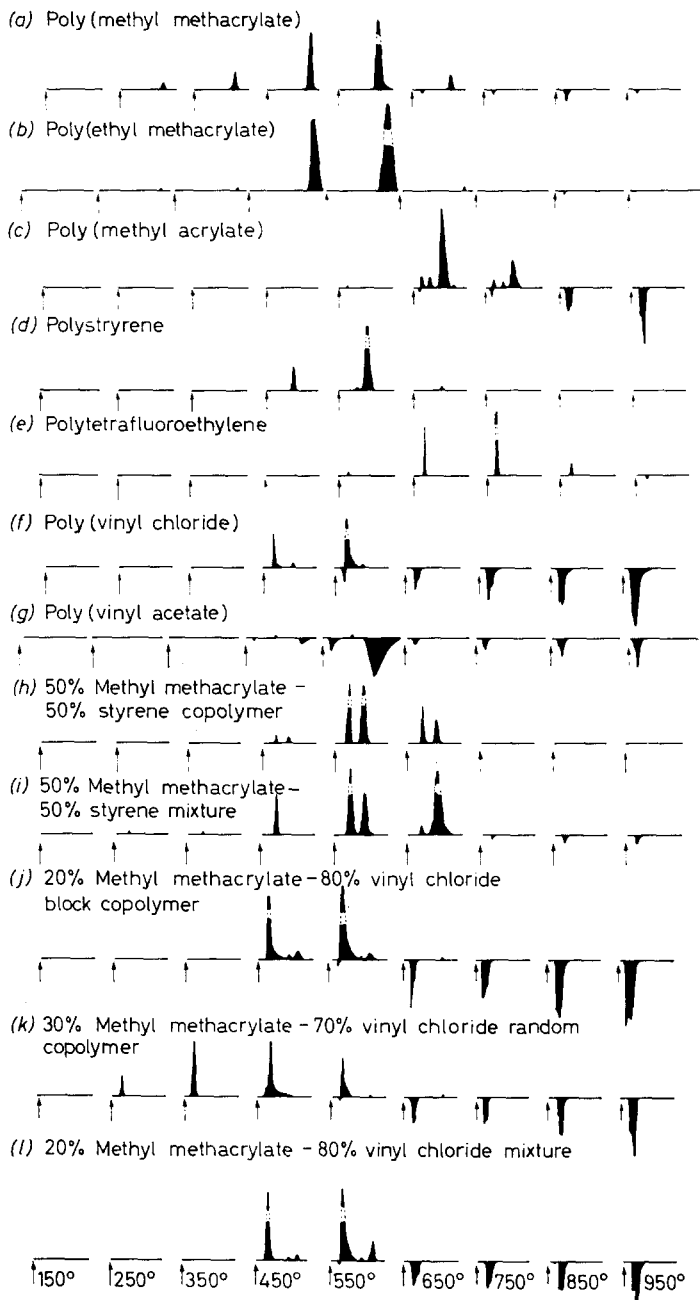 (a) Poly (methyl methacrylate)
(b) Poly(ethyl methacrylate)
(c) Poly (methyl acrylate)
(d) Polystryrene
(e) Polytetrafluoroethylene
(f) Poly (vinyl chloride)
(g) Poly (vinyl acetate)
(h) 50% Methyl methacrylate –
50% styrene copolymer
(i) 50% Methyl methacrylate–
50% styrene mixture
(j) 20% Methyl methacrylate–80% vinyl chloride
block copolymer
(k) 30% Methyl methacrylate–70% vinyl chloride random
copolymer
(l) 20% Methyl methacrylate –80% vinyl chloride mixture
150° 250° 350° 450° 550° 650° 750° 850° 950°